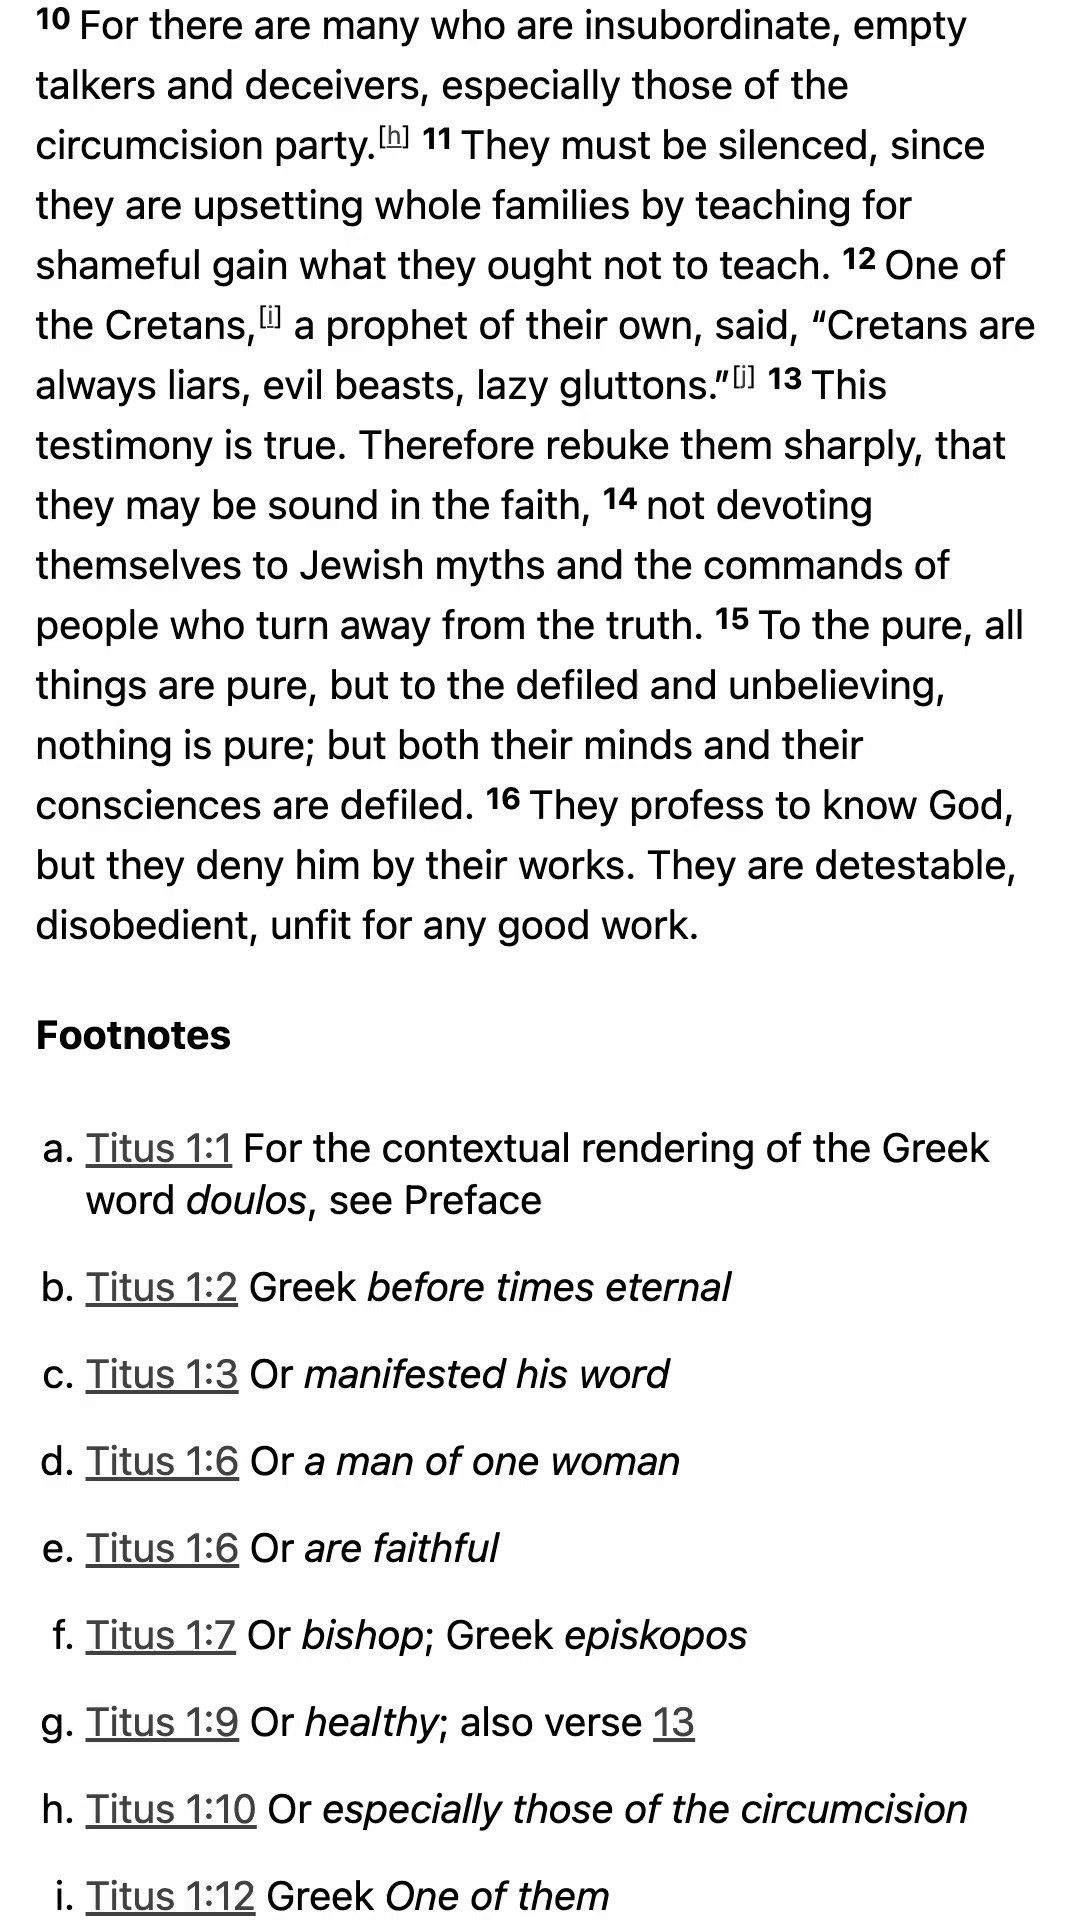 10 For there are many who are insubordinate, empty
talkers and deceivers, especially those of the
circumcision party.[h] 11 They must be silenced, since
they are upsetting whole families by teaching for
shameful gain what they ought not to teach. 12 One of
the Cretans,[i] a prophet of their own, said, “Cretans are
always liars, evil beasts, lazy gluttons.”[j] 13 This
testimony is true. Therefore rebuke them sharply, that
they may be sound in the faith, 14 not devoting
themselves to Jewish myths and the commands of
people who turn away from the truth. 15 To the pure, all
things are pure, but to the defiled and unbelieving,
nothing is pure; but both their minds and their
consciences are defiled. 16 They profess to know God,
but they deny him by their works. They are detestable,
disobedient, unfit for any good work.
Footnotes
a. Titus 1:1 For the contextual rendering of the Greek
word doulos, see Preface
b. Titus 1:2 Greek before times eternal
c. Titus 1:3 Or manifested his word
d. Titus 1:6 Or a man of one woman
e. Titus 1:6 Or are faithful
f. Titus 1:7 Or bishop; Greek episkopos
g. Titus 1:9 Or healthy; also verse 13
h. Titus 1:10 Or especially those of the circumcision
i. Titus 1:12 Greek One of them